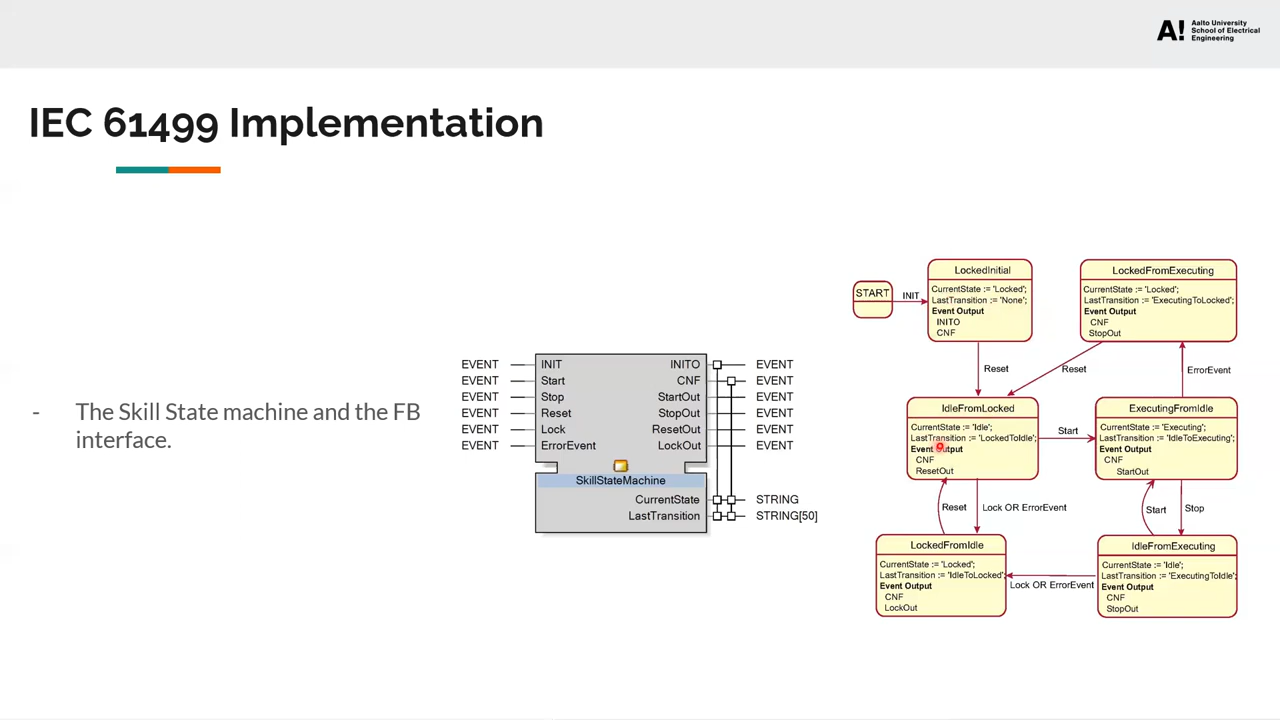 A! Aalto University
School of Electrical
Engineering
IEC 61499 Implementation
- The Skill State machine and the FB
interface.
EVENT INIT INITO EVENT
EVENT Start CNF EVENT
EVENT Stop StartOut EVENT
EVENT Reset StopOut EVENT
EVENT Lock ResetOut EVENT
EVENT ErrorEvent LockOut EVENT
SkillStateMachine
CurrentState STRING
LastTransition STRING[50]
START
INIT
LockedInitial
CurrentState := 'Locked';
LastTransition := 'None';
Event Output
INITO
CNF
LockedFromExecuting
CurrentState := 'Locked';
LastTransition := 'ExecutingToLocked';
Event Output
CNF
StopOut
Reset
Reset
ErrorEvent
IdleFromLocked
CurrentState := 'Idle';
LastTransition := 'LockedToIdle';
Event Output
CNF
ResetOut
Start
ExecutingFromIdle
CurrentState := 'Executing';
LastTransition := 'IdleToExecuting';
Event Output
CNF
StartOut
Reset
Lock OR ErrorEvent
Start
Stop
LockedFromIdle
CurrentState := 'Locked';
LastTransition := 'IdleToLocked';
Event Output
CNF
LockOut
Lock OR ErrorEvent
IdleFromExecuting
CurrentState := 'Idle';
LastTransition := 'ExecutingToIdle';
Event Output
CNF
StopOut